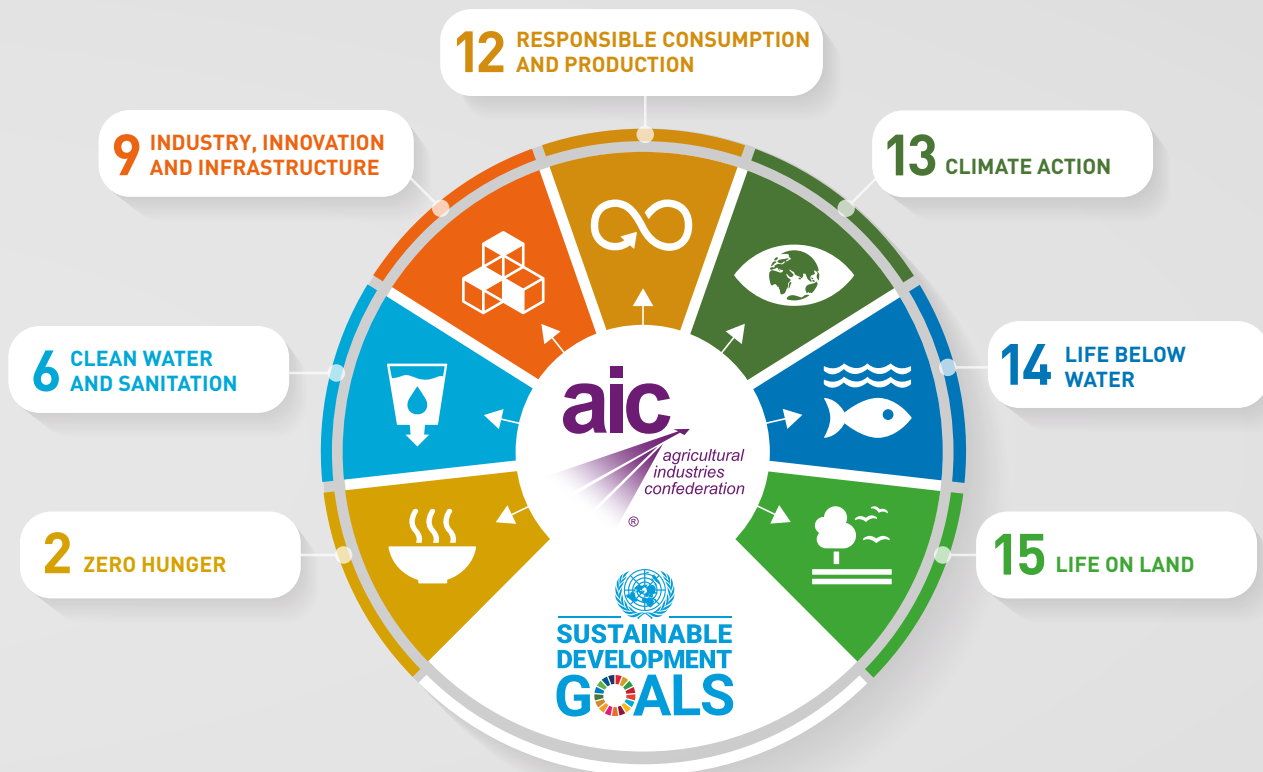 12 RESPONSIBLE CONSUMPTION
AND PRODUCTION
9 INDUSTRY, INNOVATION
AND INFRASTRUCTURE
13 CLIMATE ACTION
6 CLEAN WATER
AND SANITATION
14 LIFE BELOW
WATER
2 ZERO HUNGER
15 LIFE ON LAND
aic
agricultural
industries
confederation
®
SUSTAINABLE
DEVELOPMENT
GOALS